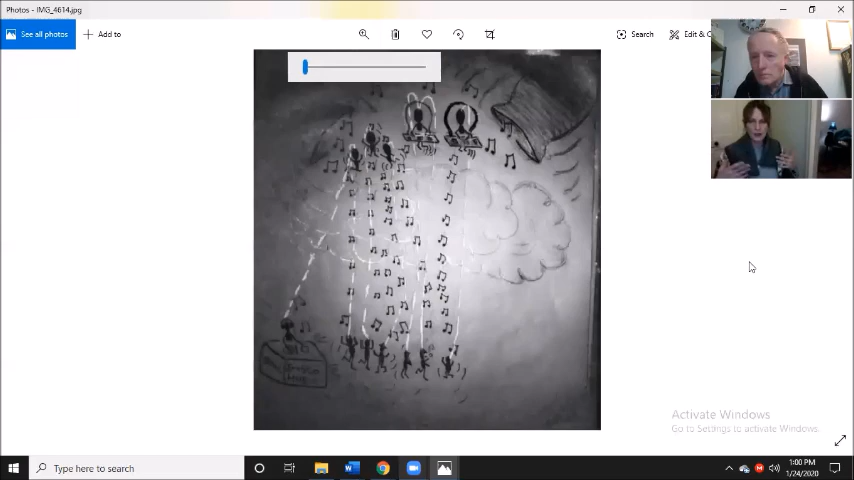 Photos - IMG_4614.jpg
See all photos
Add to
Search
Edit & C
Activate Windows
Go to Settings to activate Windows.
Type here to search
1:00 PM
1/24/2020